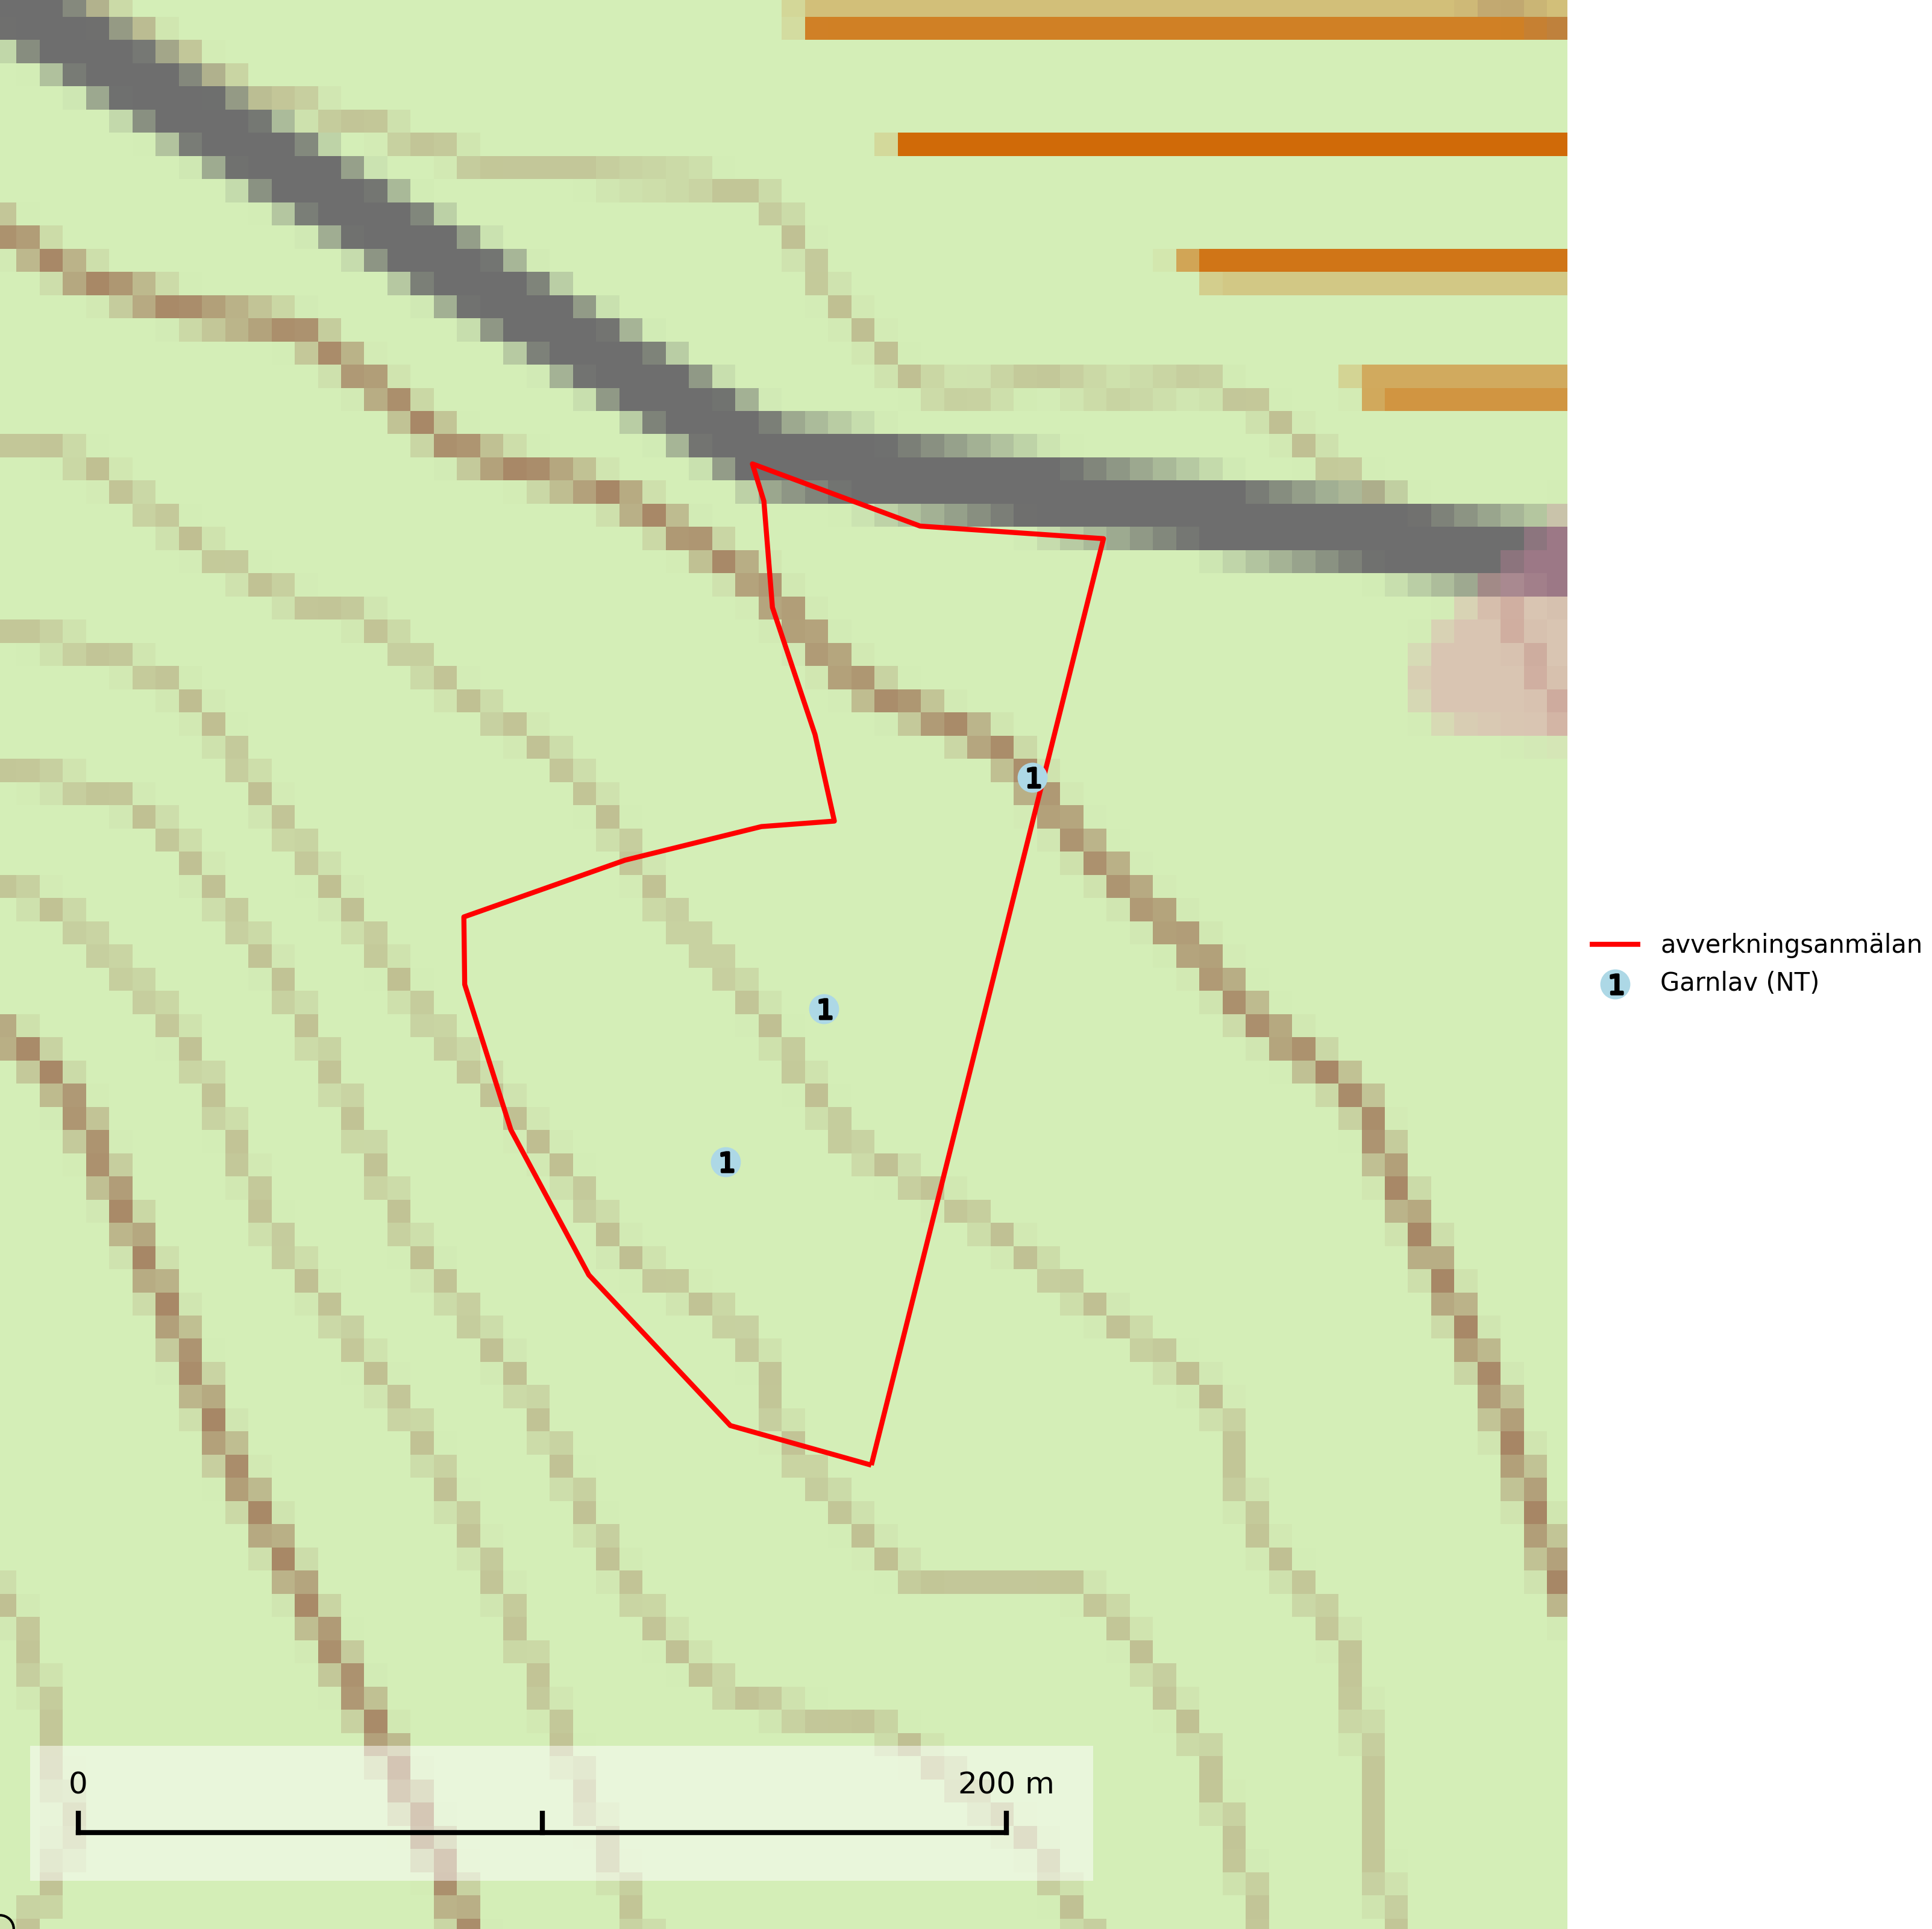 1
avverkningsanmälan
1 Garnlav (NT)
1
1
0 200 m